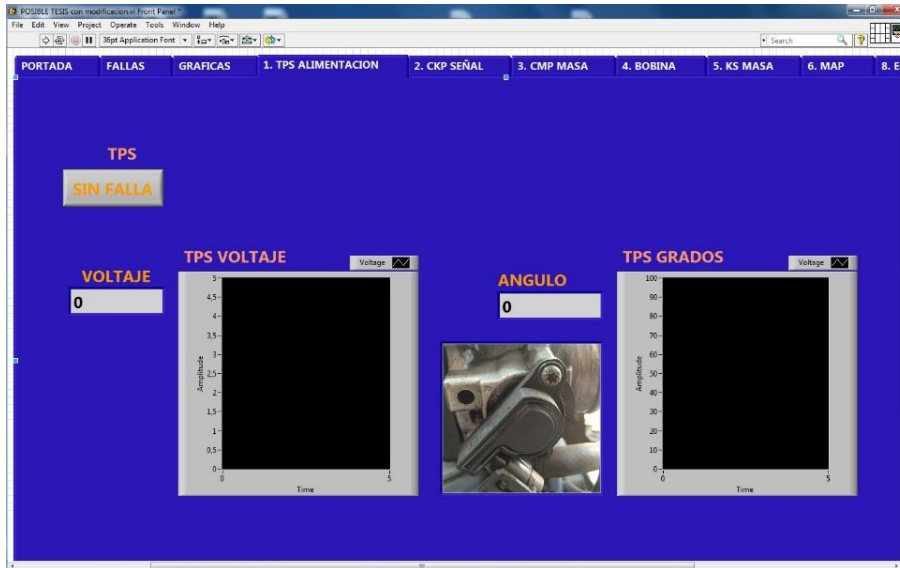 POSIBLE TESIS con modificacion.vi Front Panel *
File Edit View Project Operate Tools Window Help
36pt Application Font
Search
PORTADA FALLAS GRAFICAS 1. TPS ALIMENTACION 2. CKP SEÑAL 3. CMP MASA 4. BOBINA 5. KS MASA 6. MAP 8. E
TPS
SIN FALLA
TPS VOLTAJE
Voltage
VOLTAJE
0
5
4,5
4
3,5
3
2,5
2
1,5
1
0,5
0
Amplitude
0 5
Time
ANGULO
0
TPS GRADOS
Voltage
100
90
80
70
60
50
40
30
20
10
0
Amplitude
0 5
Time